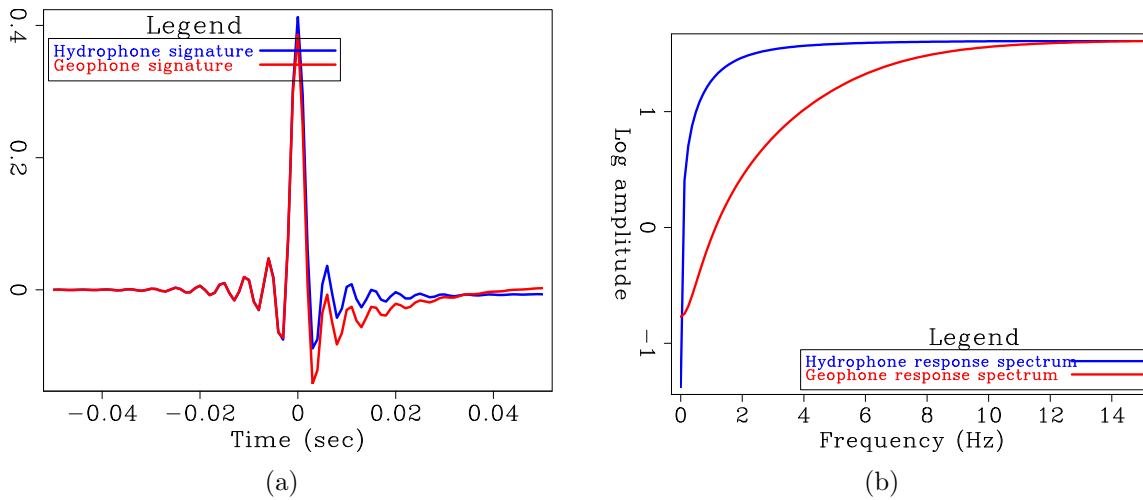 Legend
Hydrophone signature
Geophone signature
0.4
0.2
0
−0.04
−0.02
0
0.02
0.04
Time (sec)
(a)
Log amplitude
1
0
−1
Legend
Hydrophone response spectrum
Geophone response spectrum
0
2
4
6
8
10
12
14
Frequency (Hz)
(b)